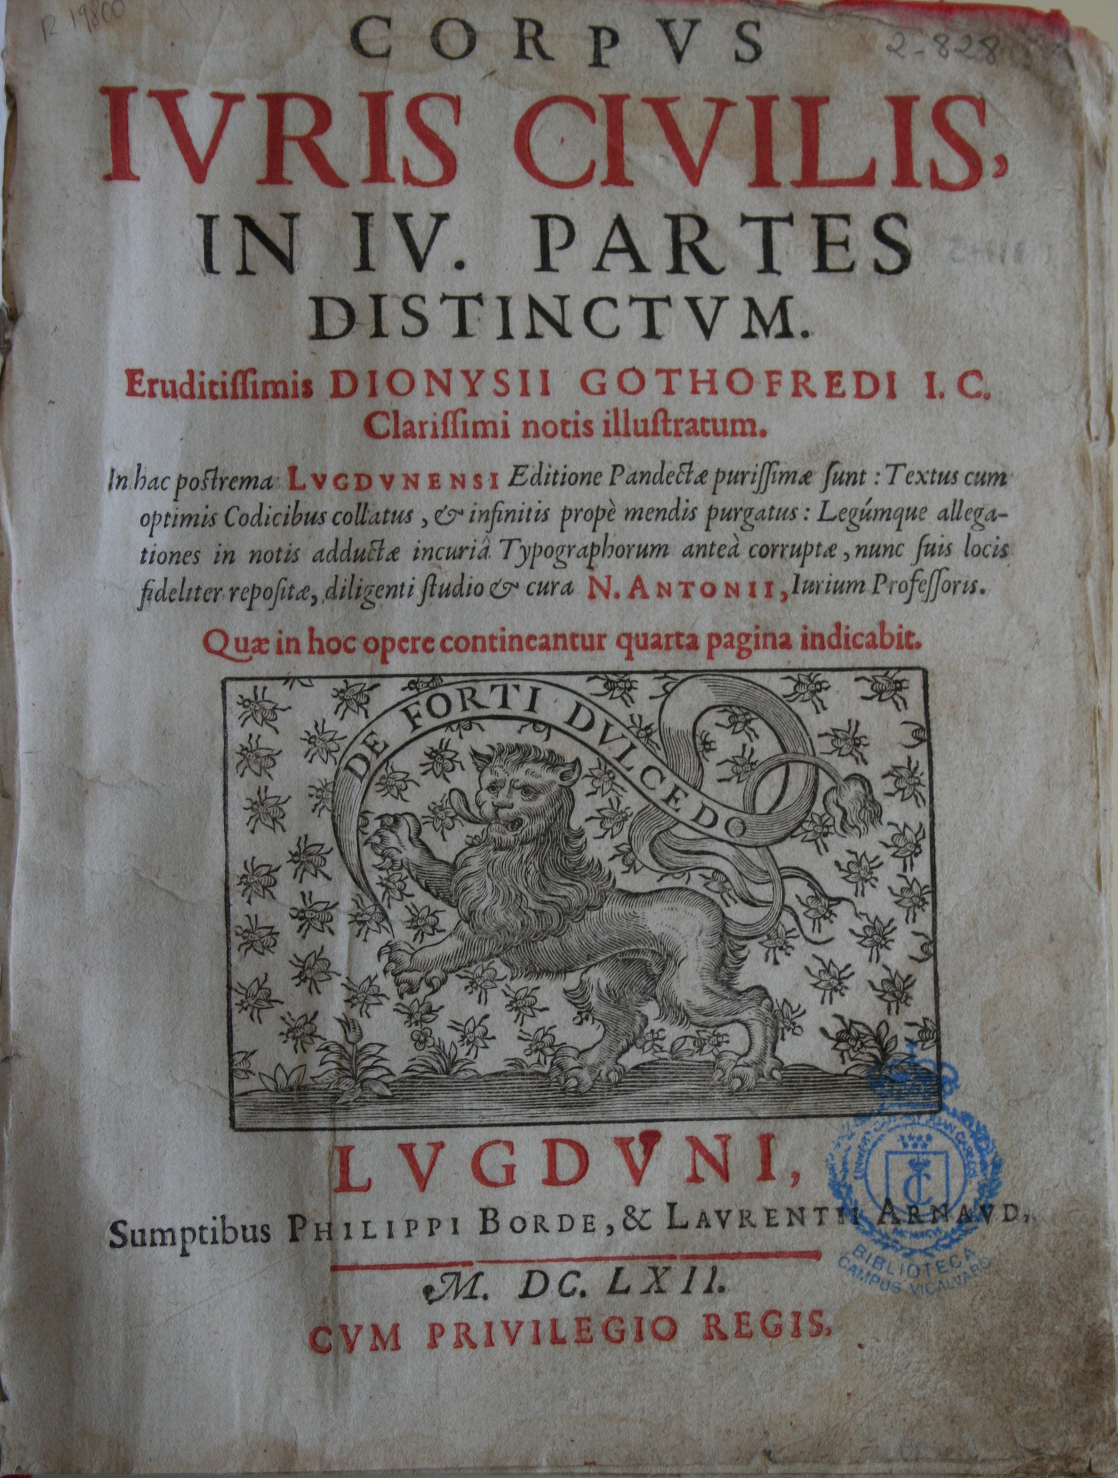 R 19800
2-828
CORPVS
IVRIS CIVILIS,
IN IV. PARTES
DISTINCTVM.
Eruditiſſimis DIONYSII GOTHOFREDI I. C.
Clariſſimi notis illuſtratum.
In hac postrema LVGDVNENSI Editione Pandectæ puriſſimæ ſunt : Textus cum
optimis Codicibus collatus , & infinitis propè mendis purgatus : Legúmque allega-
tiones in notis adductæ incuriâ Typographorum anteà corruptæ , nunc ſuis locis
fideliter repoſitæ, diligenti ſtudio & cura N. ANTONII, Iurium Profeſſoris.
Quæ in hoc opere contineantur quarta pagina indicabit.
DE FORTI DVLCEDO
LVGDVNI,
Sumptibus PHILIPPI BORDE, & LAVRENTII ARNAVD,
M. DC. LXII.
CVM PRIVILEGIO REGIS.
JUAN CARLOS
BIBLIOTECA
CAMPUS VICALVARO